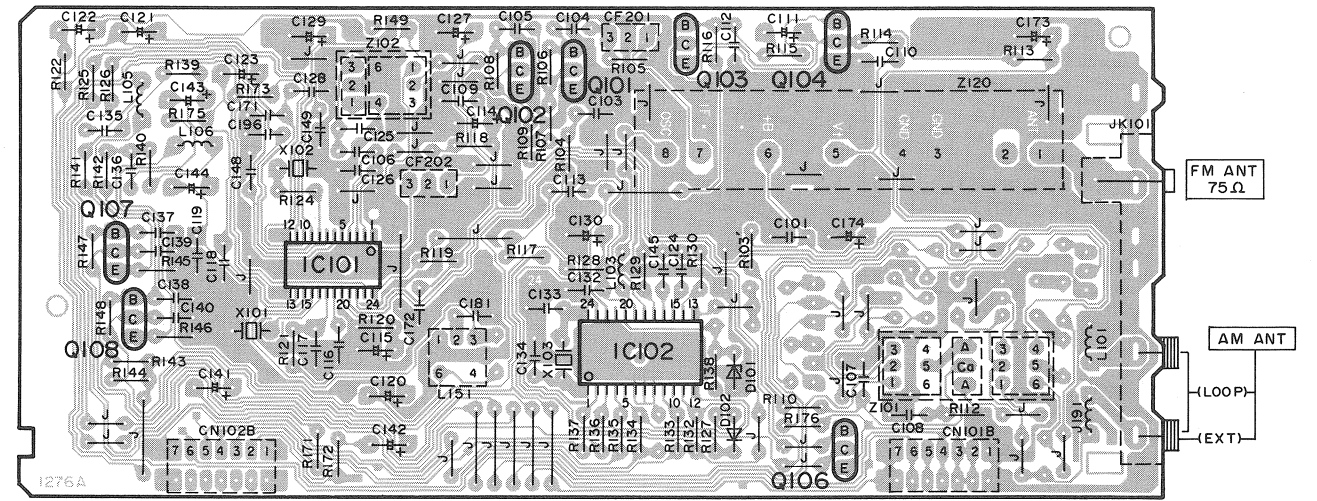 C122 C121 C129 R149 C127 C105 C104 CF201 B C E R116 C112 C111 R115 B C E R114 C110 C173 R113
Z102 3 2 1
Q103 Q104
R122 R125 R126 L105 R139 C123 C143 R173 R175 C128 3 2 1 6 4 1 2 3 R108 B C E R106 B C E R105 Z120
C109 Q102 Q101 C103
C135 L106 C171 C196 C149 C125 C114 R118 R109 R107 R104 OSC +B VT GND GND ANT JK101
R141 R142 C136 R140 C148 X102 C106 C126 CF202 3 2 1 8 7 6 5 4 3 2 1
C144 R124 C113
FM ANT
75Ω
Q107 C119 12 10 5 1
R147 B C E C137 C139 R145 C118 IC101 R119 R117 C130 C101 C174
R128 C132 L103 R129 C145 C124 R130 R103
C138 C140 R146 13 15 20 24 C133 24 20 15 13
R148 B C E X101 R121 C117 C116 R120 C115 C172 C181 1 2 3 6 4 L151 C134 X103 IC102 R138 D101
Q108 R143 R144 C141 C120
C107 3 2 1 4 5 6 A Ca A 3 2 1 4 5 6 L101
AM ANT
(LOOP)
(EXT)
5 10 12 R110 R176 Z101 C108 R112 J191
CN102B 7 6 5 4 3 2 1 R171 R172 C142 R137 R136 R135 R134 R133 R132 R127 D102 B C E CN101B 7 6 5 4 3 2 1
1276A Q106
J J J J J J J J J J J J J J J J J J J J